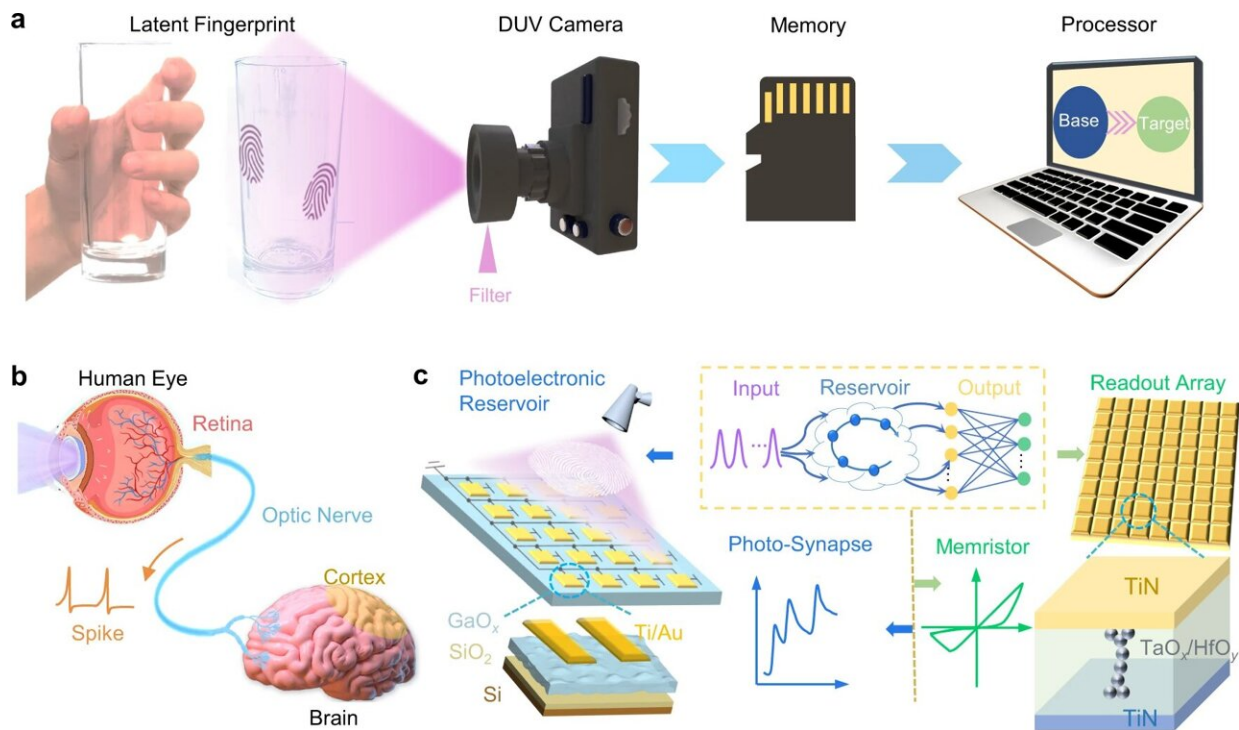 a
Latent Fingerprint
DUV Camera
Memory
Processor
Base
Target
Filter
b
Human Eye
Retina
Optic Nerve
Spike
Cortex
Brain
c
Photoelectronic
Reservoir
Input
Reservoir
Output
Readout Array
Photo-Synapse
Memristor
GaOₓ
SiO₂
Si
Ti/Au
TiN
TaOₓ/HfOᵧ
TiN